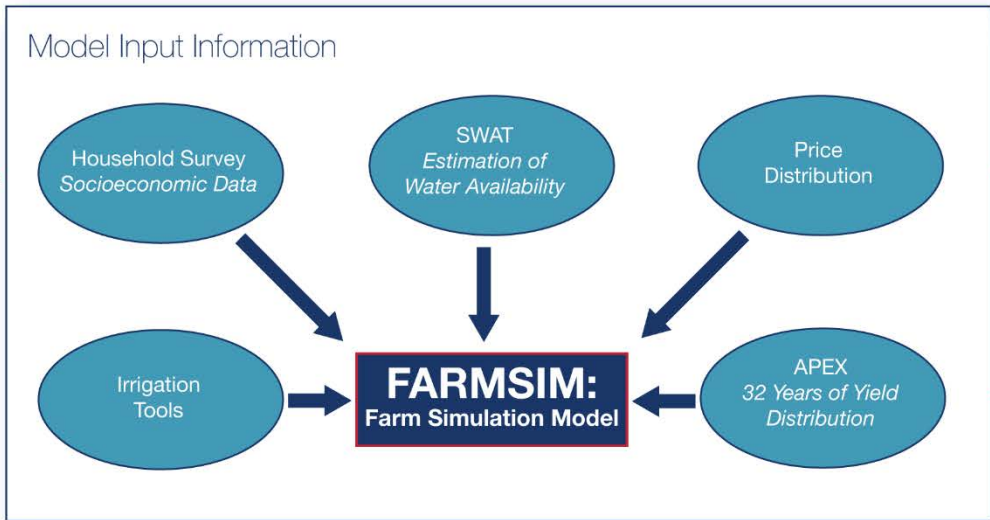 Model Input Information
Household Survey
Socioeconomic Data
SWAT
Estimation of
Water Availability
Price
Distribution
Irrigation
Tools
FARMSIM:
Farm Simulation Model
APEX
32 Years of Yield
Distribution